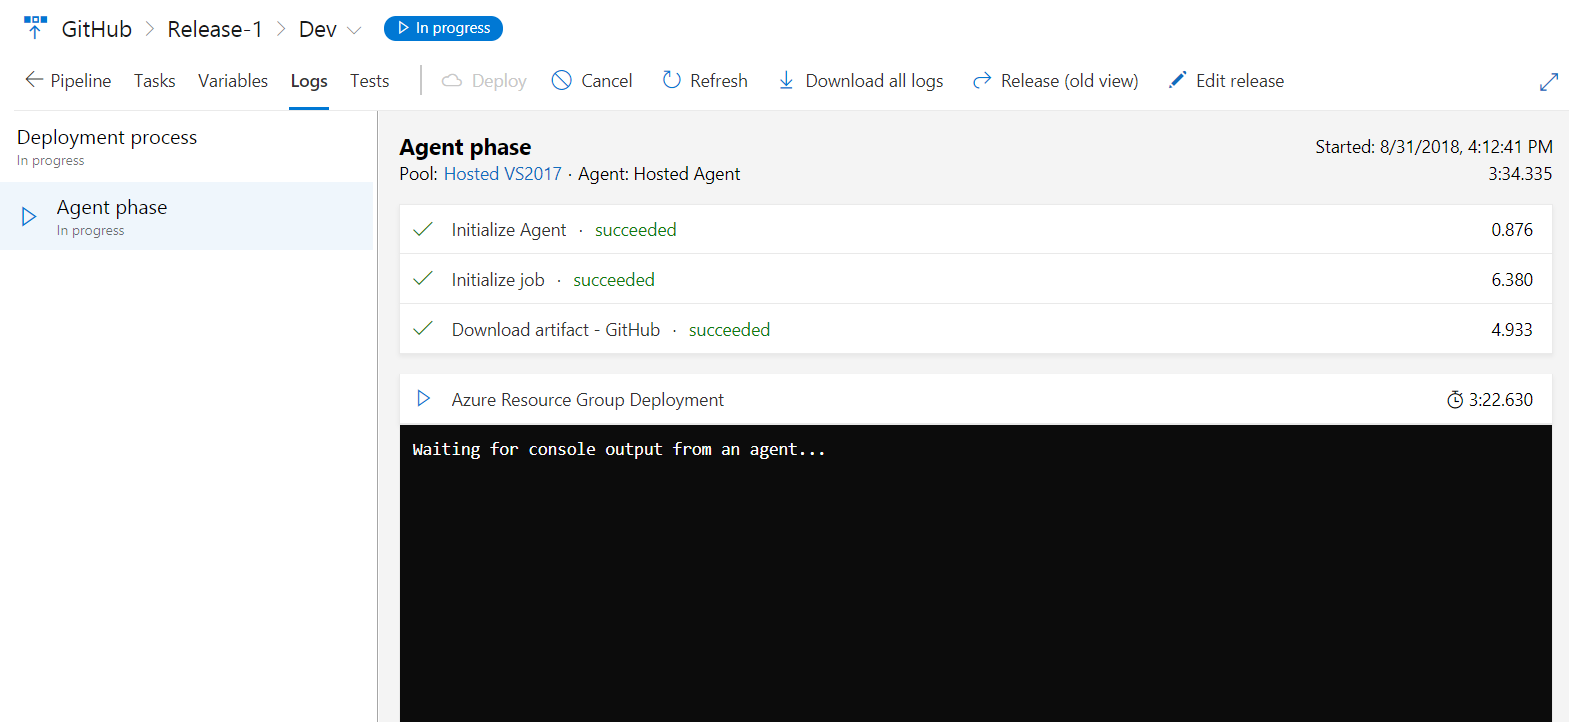 GitHub > Release-1 > Dev In progress
Pipeline Tasks Variables Logs Tests Deploy Cancel Refresh Download all logs Release (old view) Edit release
Deployment process
In progress
Agent phase
In progress
Agent phase Started: 8/31/2018, 4:12:41 PM
Pool: Hosted VS2017 · Agent: Hosted Agent 3:34.335
Initialize Agent · succeeded 0.876
Initialize job · succeeded 6.380
Download artifact - GitHub · succeeded 4.933
Azure Resource Group Deployment 3:22.630
Waiting for console output from an agent...